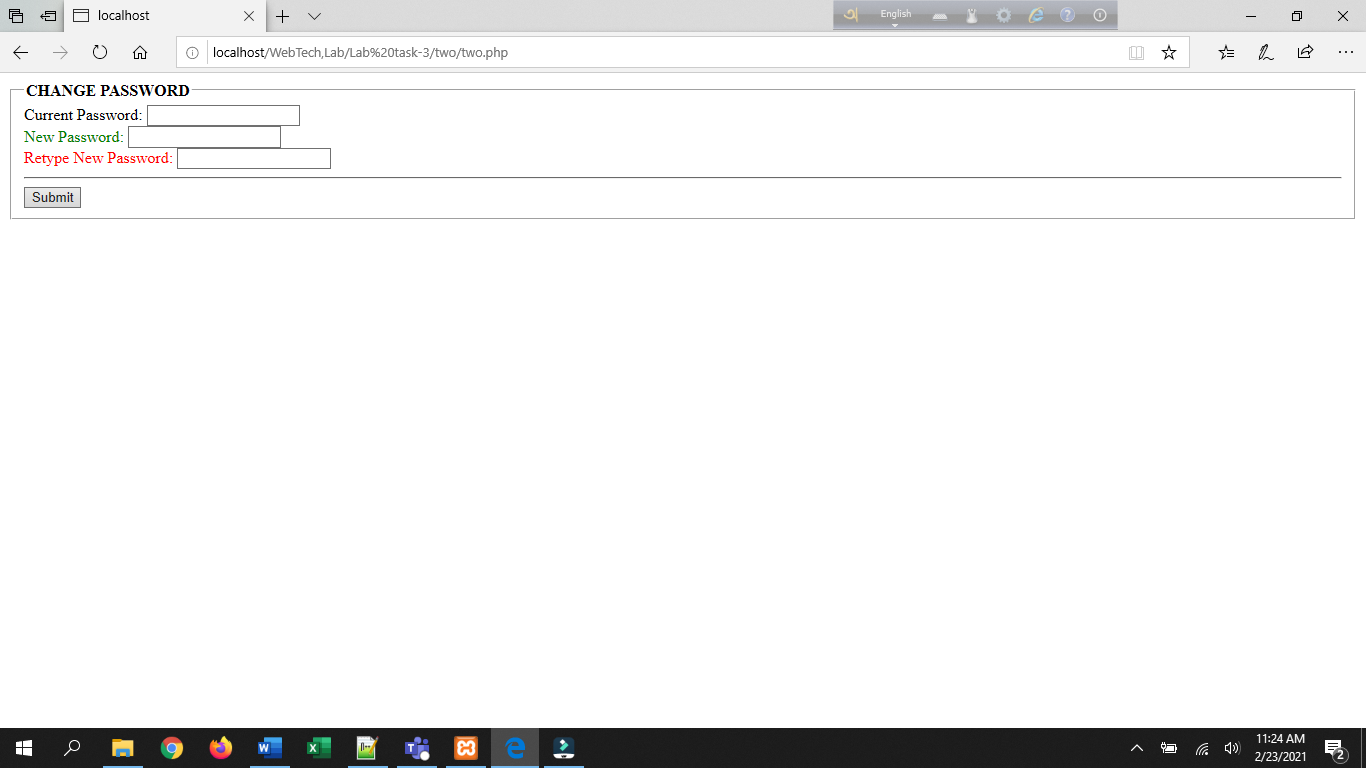 localhost
English
localhost/WebTech,Lab/Lab%20task-3/two/two.php
CHANGE PASSWORD
Current Password:
New Password:
Retype New Password:
Submit
11:24 AM
2/23/2021
2